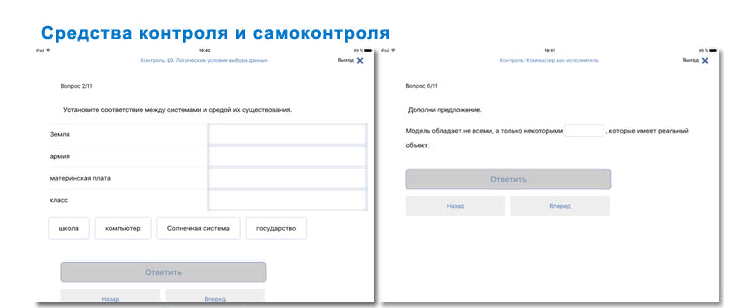 Средства контроля и самоконтроля
iPad
19:40
Контроль: §9. Логические условия выбора данных
Выход ✕
Вопрос 2/11
Установите соответствие между системами и средой их существования.
Земля
армия
материнская плата
класс
школа
компьютер
Солнечная система
государство
Ответить
Назад
Вперед
iPad
19:41
Контроль: Компьютер как исполнитель
Выход ✕
Вопрос 6/11
Дополни предложение.
Модель обладает не всеми, а только некоторыми , которые имеет реальный
объект.
Ответить
Назад
Вперед